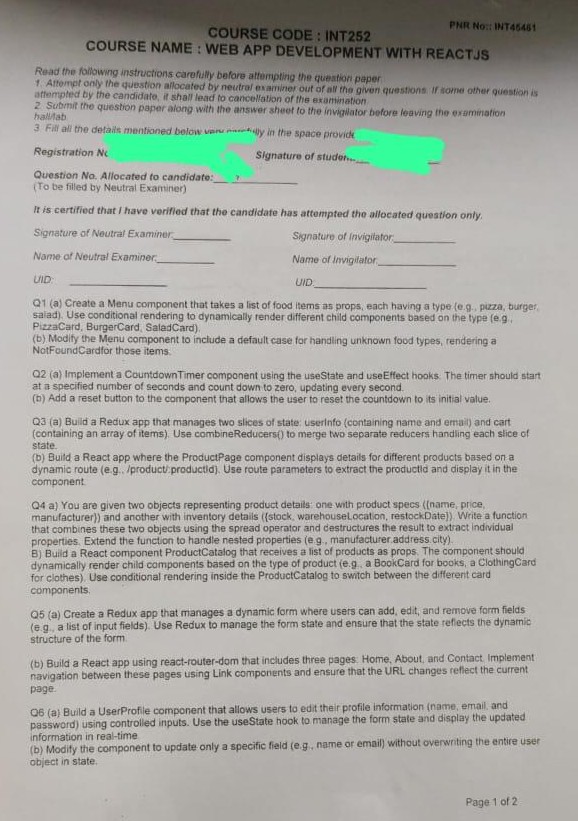 PNR No:: INT45461
COURSE CODE : INT252
COURSE NAME : WEB APP DEVELOPMENT WITH REACTJS
Read the following instructions carefully before attempting the question paper.
1. Attempt only the question allocated by neutral examiner out of all the given questions. If some other question is
attempted by the candidate, it shall lead to cancellation of the examination
2. Submit the question paper along with the answer sheet to the invigilator before leaving the examination
hall/lab
3. Fill all the details mentioned below very carefully in the space provide
Registration No
Signature of studen
Question No. Allocated to candidate:
(To be filled by Neutral Examiner)
It is certified that I have verified that the candidate has attempted the allocated question only.
Signature of Neutral Examiner:
Signature of Invigilator:
Name of Neutral Examiner:
Name of Invigilator:
UID:
UID:
Q1 (a) Create a Menu component that takes a list of food items as props, each having a type (e.g., pizza, burger,
salad). Use conditional rendering to dynamically render different child components based on the type (e.g.,
PizzaCard, BurgerCard, SaladCard).
(b) Modify the Menu component to include a default case for handling unknown food types, rendering a
NotFoundCardfor those items.
Q2 (a) Implement a CountdownTimer component using the useState and useEffect hooks. The timer should start
at a specified number of seconds and count down to zero, updating every second.
(b) Add a reset button to the component that allows the user to reset the countdown to its initial value.
Q3 (a) Build a Redux app that manages two slices of state: userInfo (containing name and email) and cart
(containing an array of items). Use combineReducers() to merge two separate reducers handling each slice of
state.
(b) Build a React app where the ProductPage component displays details for different products based on a
dynamic route (e.g., /product/:productId). Use route parameters to extract the productId and display it in the
component.
Q4 a) You are given two objects representing product details: one with product specs ({name, price,
manufacturer}) and another with inventory details ({stock, warehouseLocation, restockDate}). Write a function
that combines these two objects using the spread operator and destructures the result to extract individual
properties. Extend the function to handle nested properties (e.g., manufacturer.address.city).
B) Build a React component ProductCatalog that receives a list of products as props. The component should
dynamically render child components based on the type of product (e.g., a BookCard for books, a ClothingCard
for clothes). Use conditional rendering inside the ProductCatalog to switch between the different card
components.
Q5 (a) Create a Redux app that manages a dynamic form where users can add, edit, and remove form fields
(e.g., a list of input fields). Use Redux to manage the form state and ensure that the state reflects the dynamic
structure of the form.
(b) Build a React app using react-router-dom that includes three pages: Home, About, and Contact. Implement
navigation between these pages using Link components and ensure that the URL changes reflect the current
page.
Q6 (a) Build a UserProfile component that allows users to edit their profile information (name, email, and
password) using controlled inputs. Use the useState hook to manage the form state and display the updated
information in real-time.
(b) Modify the component to update only a specific field (e.g., name or email) without overwriting the entire user
object in state.
Page 1 of 2